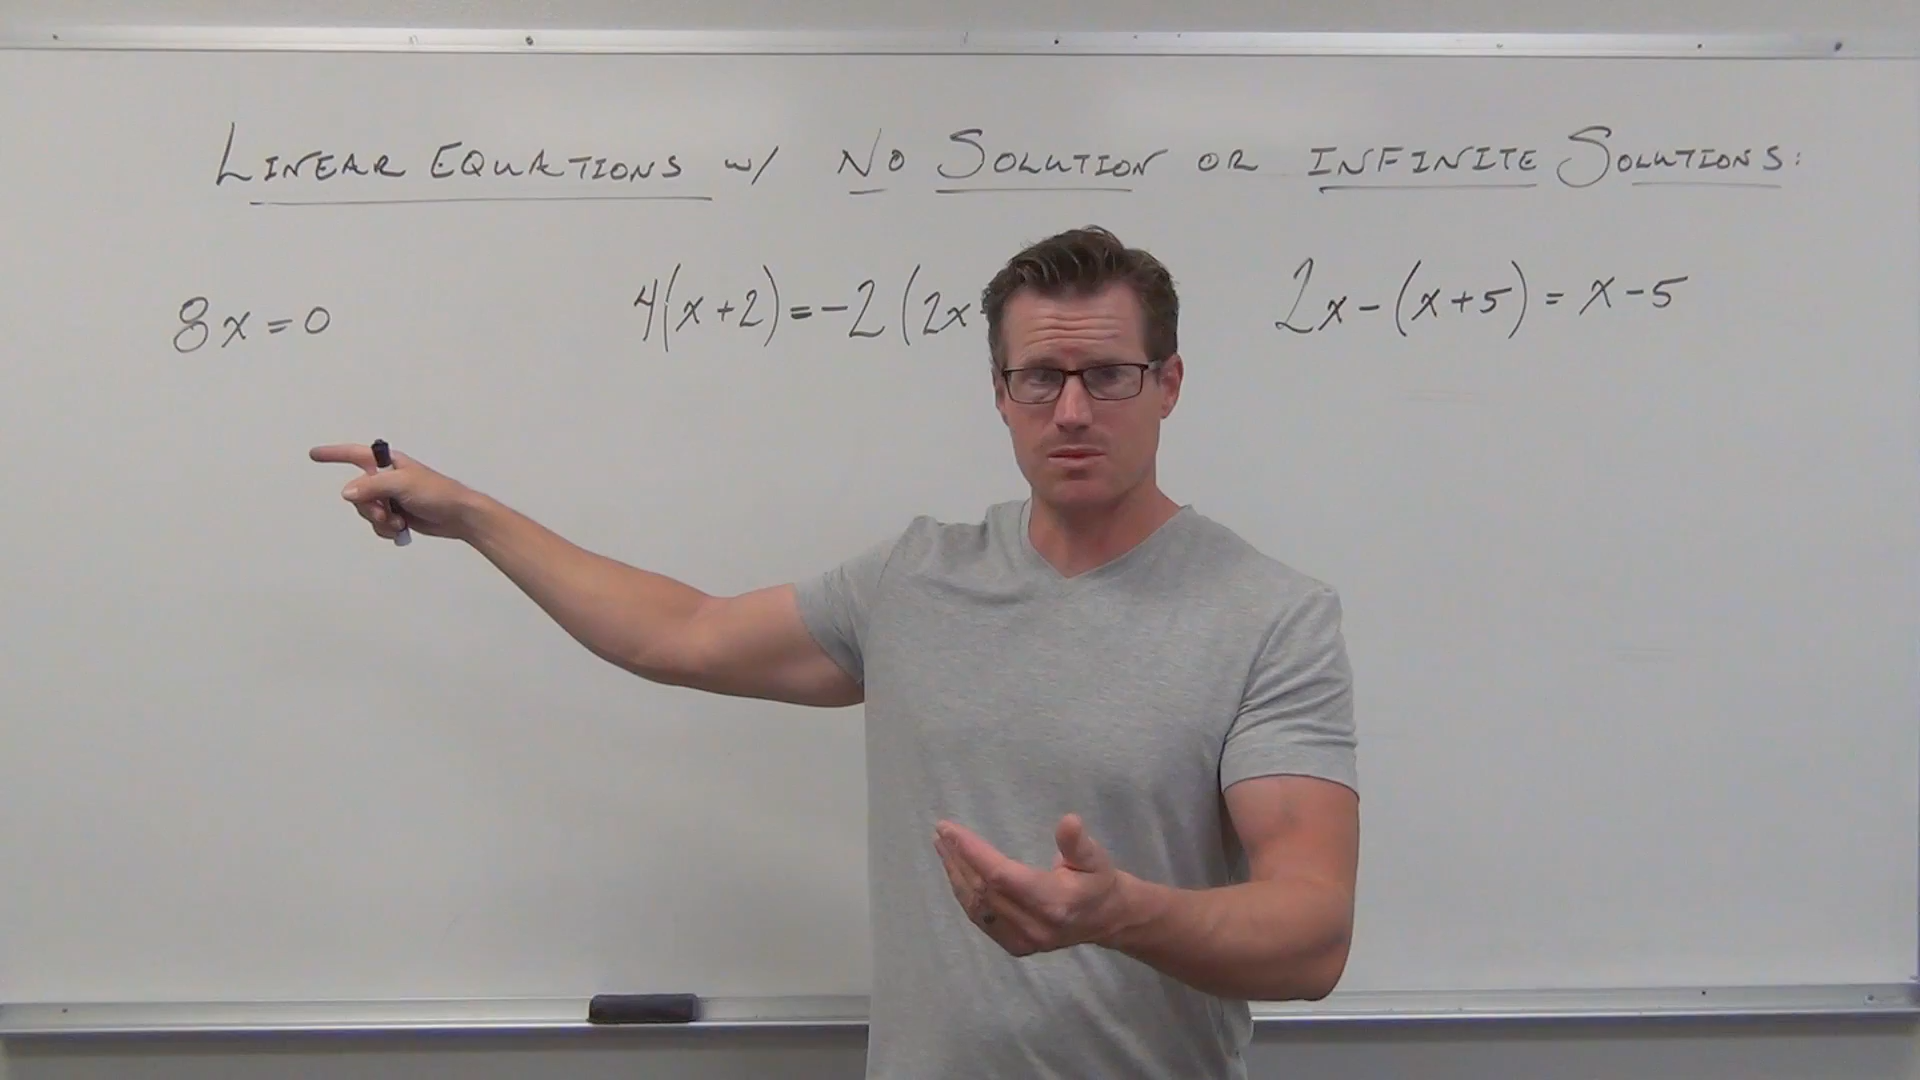 LINEAR EQUATIONS w/ NO SOLUTION OR INFINITE SOLUTIONS:
8x=0
4(x+2)=-2(2x
2x-(x+5)=x-5